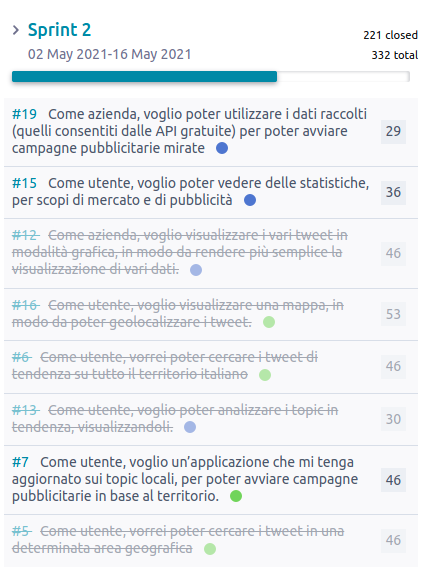 Sprint 2
221 closed
02 May 2021-16 May 2021
332 total
#19 Come azienda, voglio poter utilizzare i dati raccolti
(quelli consentiti dalle API gratuite) per poter avviare
campagne pubblicitarie mirate
29
#15 Come utente, voglio poter vedere delle statistiche,
per scopi di mercato e di pubblicità
36
#12 Come azienda, voglio visualizzare i vari tweet in
modalità grafica, in modo da rendere più semplice la
visualizzazione di vari dati.
46
#16 Come utente, voglio visualizzare una mappa, in
modo da poter geolocalizzare i tweet.
53
#6 Come utente, vorrei poter cercare i tweet di
tendenza su tutto il territorio italiano
46
#13 Come utente, voglio poter analizzare i topic in
tendenza, visualizzandoli.
30
#7 Come utente, voglio un'applicazione che mi tenga
aggiornato sui topic locali, per poter avviare campagne
pubblicitarie in base al territorio.
46
#5 Come utente, vorrei poter cercare i tweet in una
determinata area geografica
46